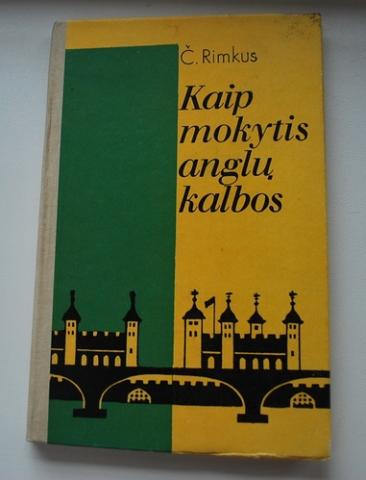 Č. Rimkus
Kaip
mokytis
anglų
kalbos